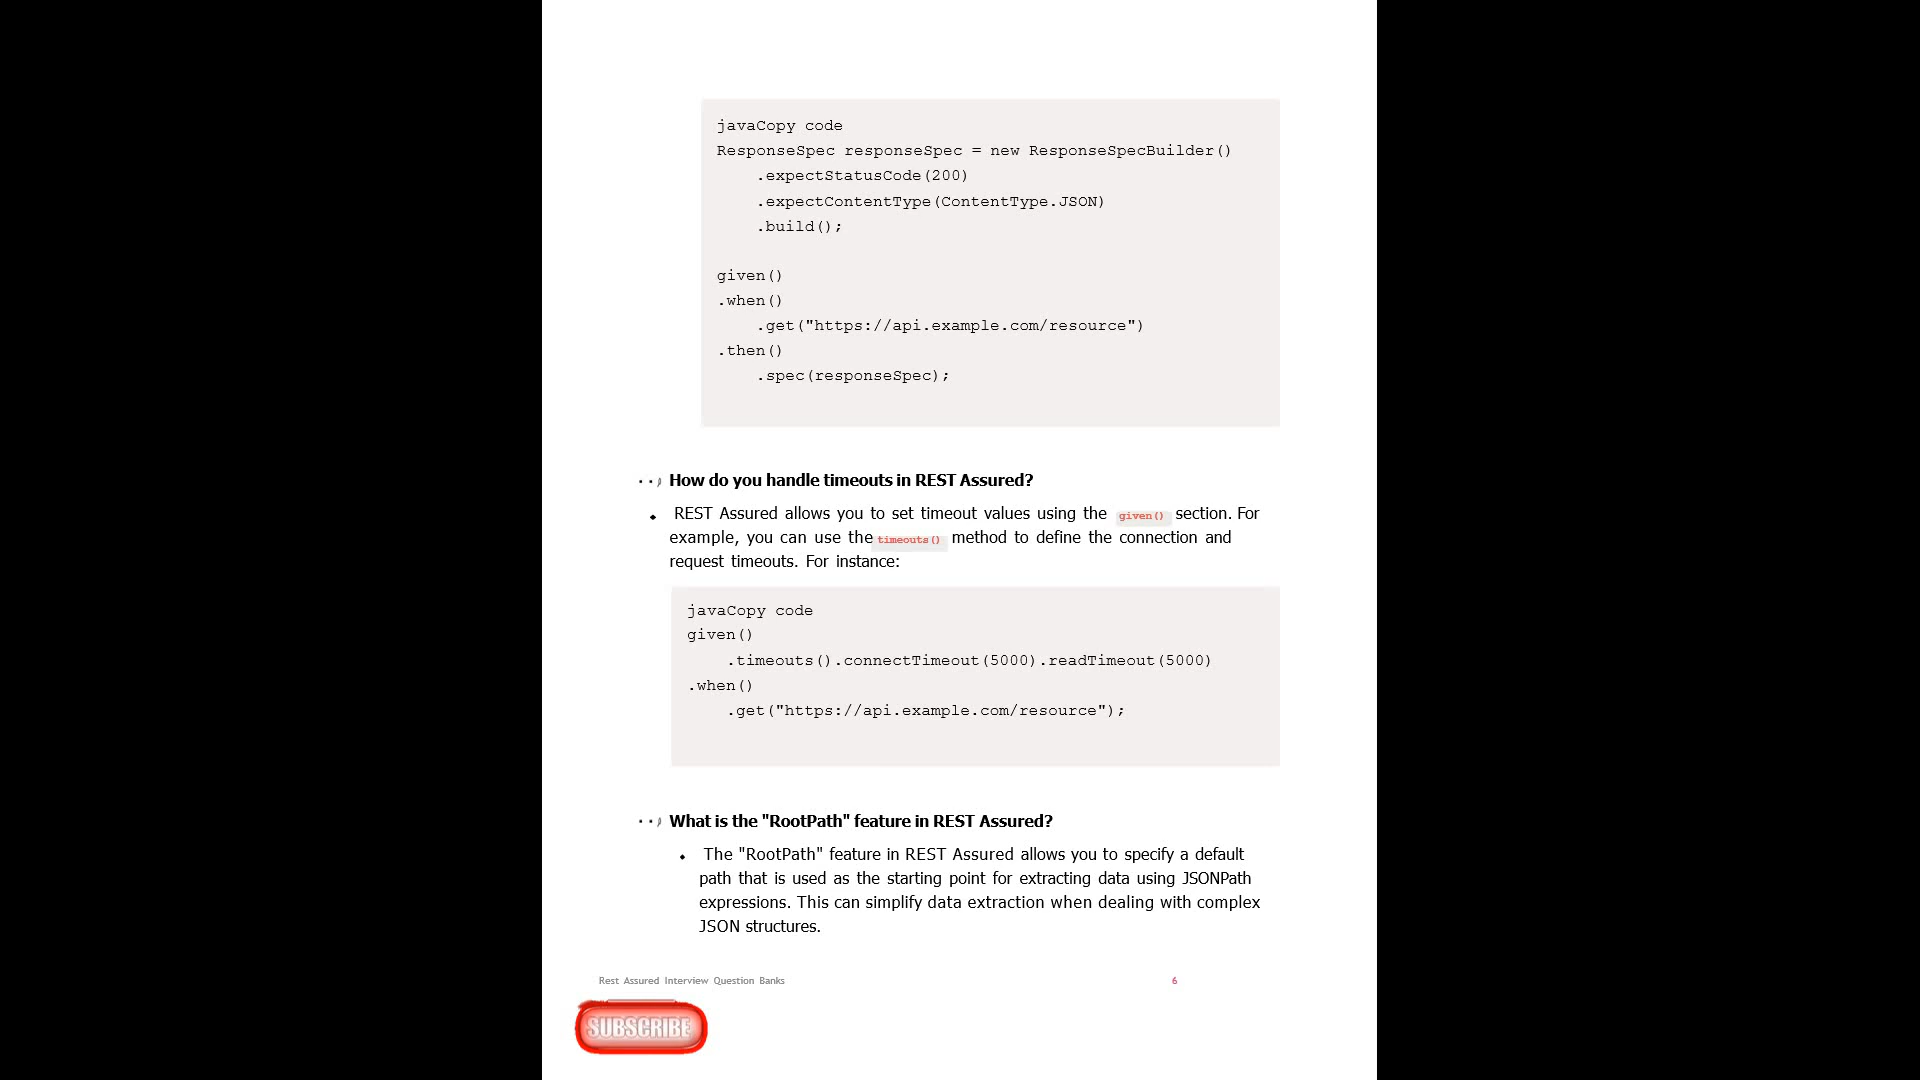 javaCopy code
ResponseSpec responseSpec = new ResponseSpecBuilder()
    .expectStatusCode(200)
    .expectContentType(ContentType.JSON)
    .build();
given()
.when()
    .get("https://api.example.com/resource")
.then()
    .spec(responseSpec);
How do you handle timeouts in REST Assured?
REST Assured allows you to set timeout values using the given() section. For
example, you can use the timeouts() method to define the connection and
request timeouts. For instance:
javaCopy code
given()
    .timeouts().connectTimeout(5000).readTimeout(5000)
.when()
    .get("https://api.example.com/resource");
What is the "RootPath" feature in REST Assured?
The "RootPath" feature in REST Assured allows you to specify a default
path that is used as the starting point for extracting data using JSONPath
expressions. This can simplify data extraction when dealing with complex
JSON structures.
Rest Assured Interview Question Banks 6
SUBSCRIBE